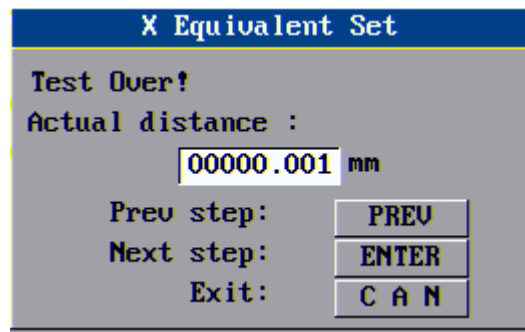 X Equivalent Set
Test Over!
Actual distance :
00000.001 mm
Prev step: PREV
Next step: ENTER
Exit: C A N